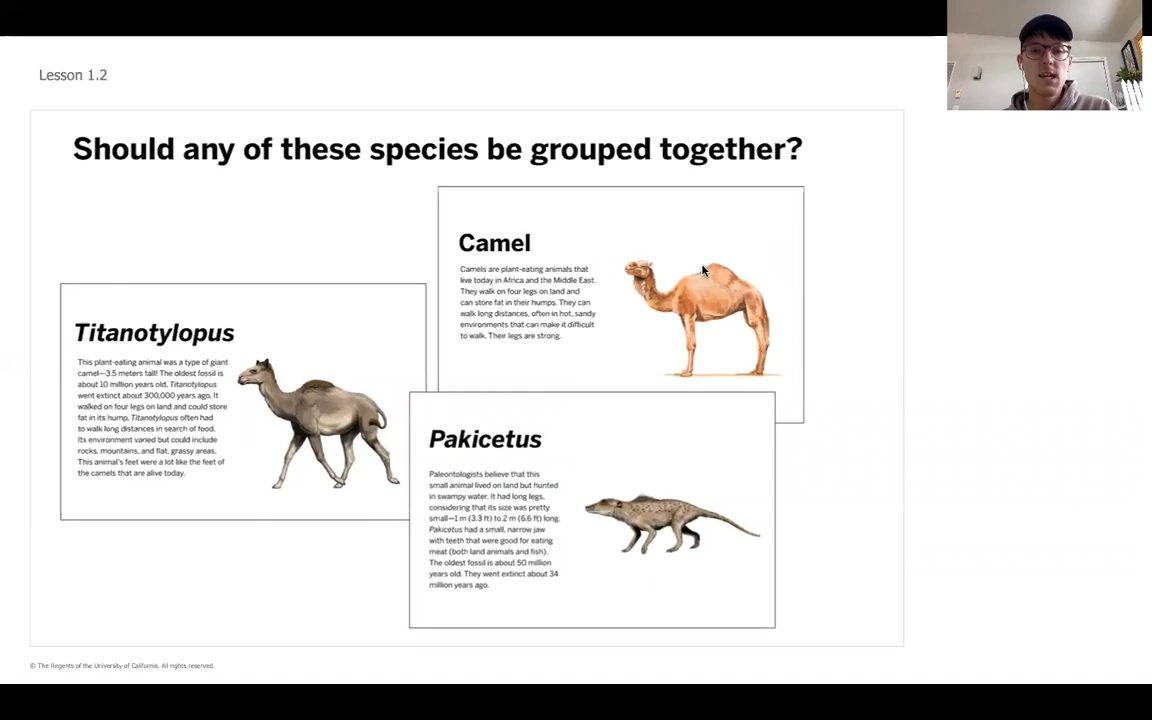 Lesson 1.2
Should any of these species be grouped together?
Camel
Camels are plant-eating animals that
live today in Africa and the Middle East.
They walk on four legs on land and
can store fat in their humps. They can
walk long distances, often in hot, sandy
environments that can make it difficult
to walk. Their legs are strong.
Titanotylopus
This plant-eating animal was a type of giant
camel—3.5 meters tall! The oldest fossil is
about 10 million years old. Titanotylopus
went extinct about 300,000 years ago. It
walked on four legs on land and could store
fat in its hump. Titanotylopus often had
to walk long distances in search of food.
Its environment varied but could include
rocks, mountains, and flat, grassy areas.
This animal's feet were a lot like the feet of
the camels that are alive today.
Pakicetus
Paleontologists believe that this
small animal lived on land but hunted
in swampy water. It had long legs,
considering that its size was pretty
small—1 m (3.3 ft) to 2 m (6.6 ft) long.
Pakicetus had a small, narrow jaw
with teeth that were good for eating
meat (both land animals and fish).
The oldest fossil is about 50 million
years old. They went extinct about 34
million years ago.
© The Regents of the University of California. All rights reserved.